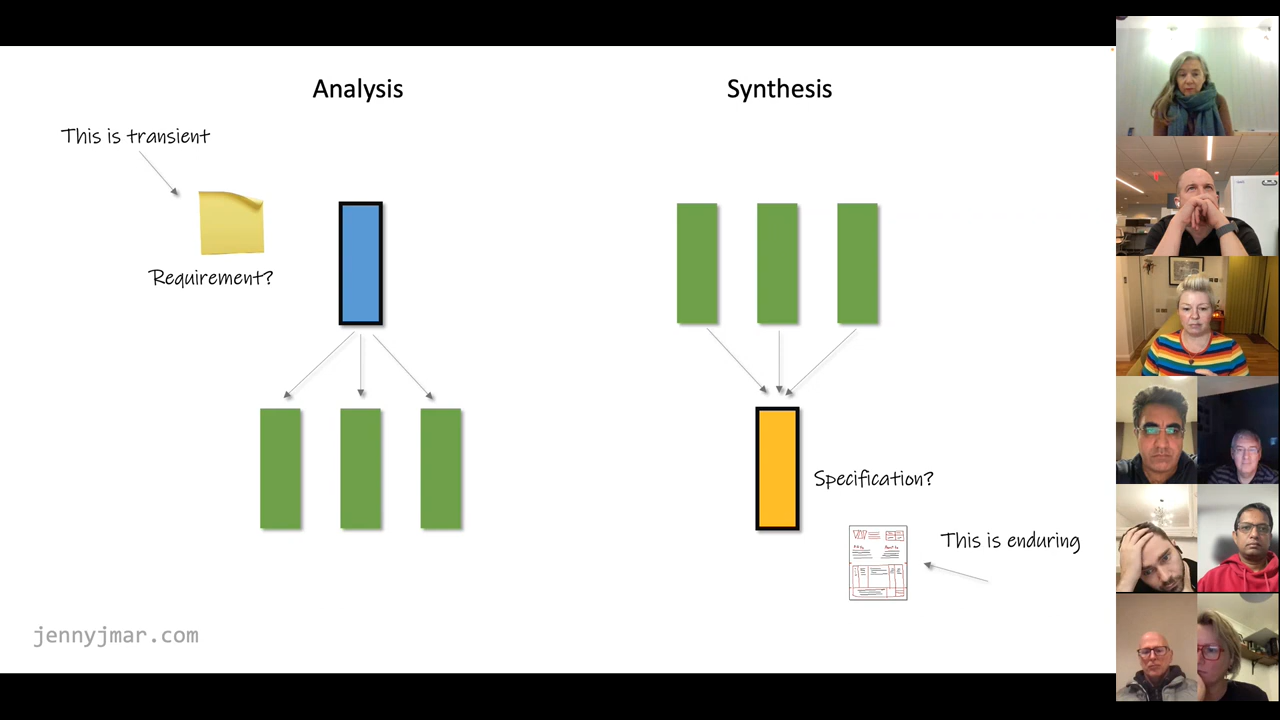 Analysis
Synthesis
This is transient
Requirement?
Specification?
This is enduring
jennyjmar.com